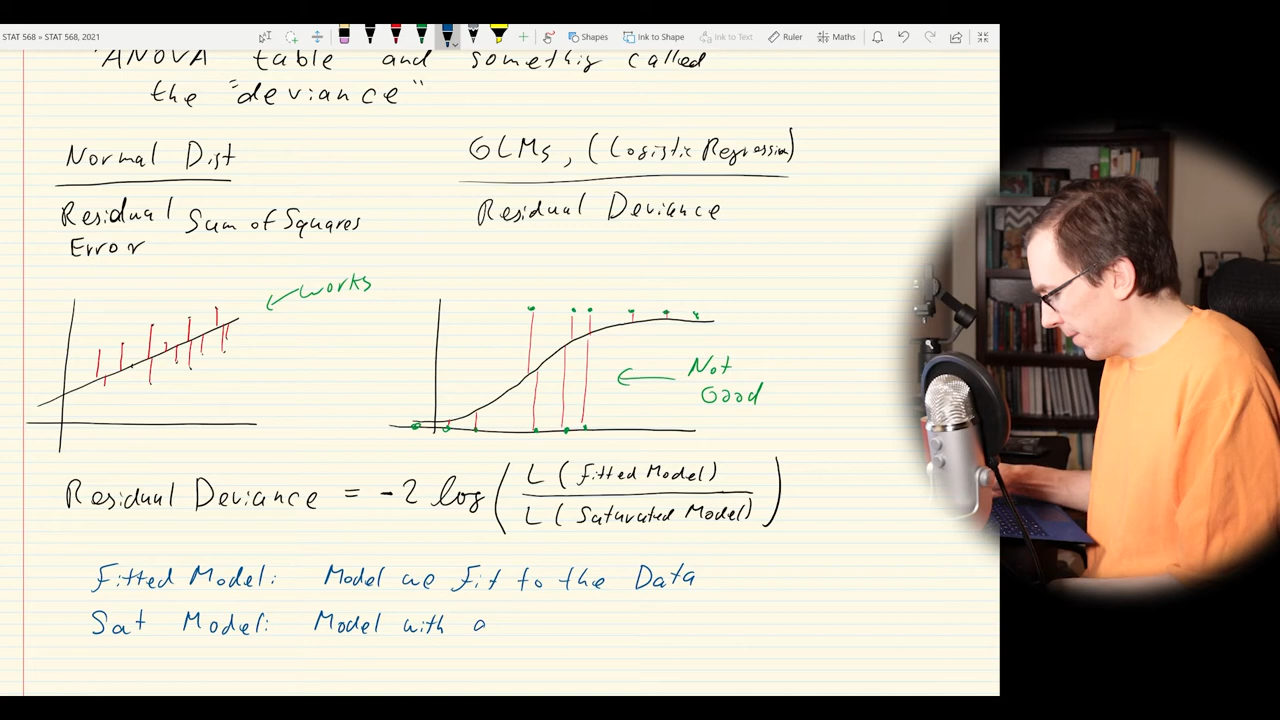 STAT 568 » STAT 568, 2021
Shapes
Ink to Shape
Ink to Text
Ruler
Maths
ANOVA table and somethig called
the "deviance"
Normal Dist
Residual Sum of Squares
Error
works
GLMs, (Logistic Regression)
Residual Deviance
Not
Good
Residual Deviance = -2 log( L (Fitted Model) / L (Saturated Model) )
Fitted Model: Model we Fit to the Data
Sat Model: Model with a